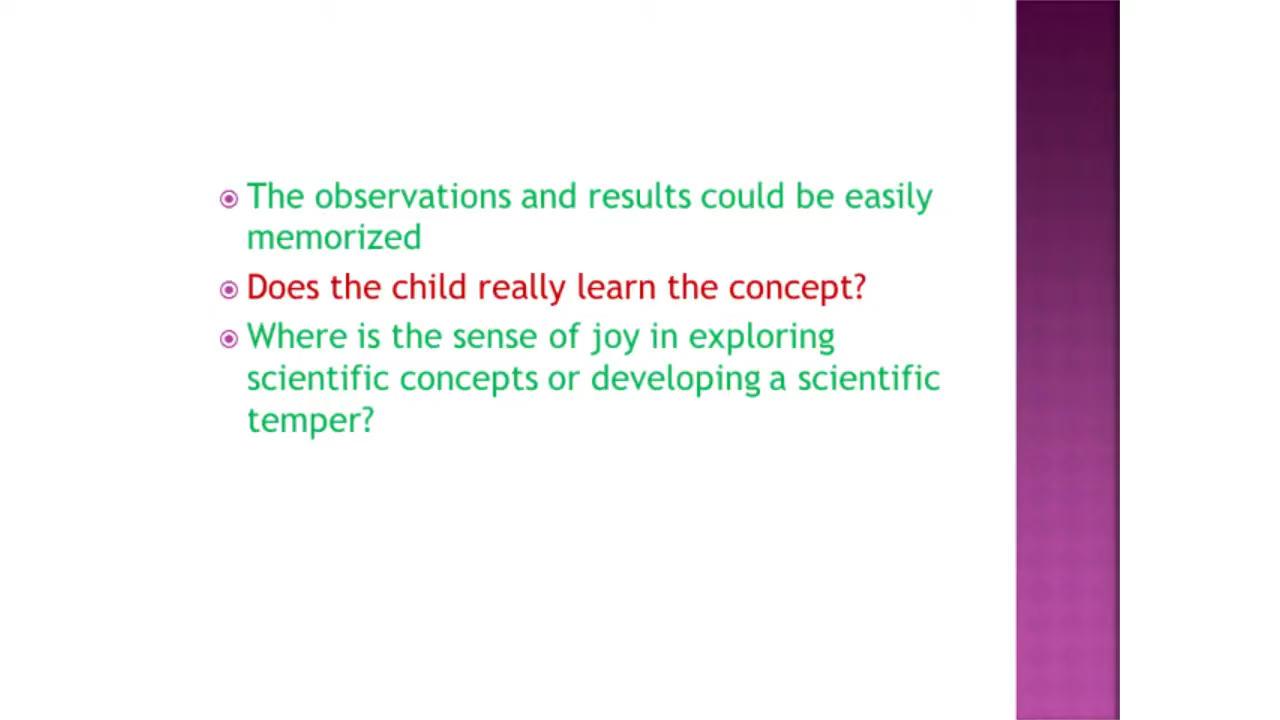 The observations and results could be easily
memorized
Does the child really learn the concept?
Where is the sense of joy in exploring
scientific concepts or developing a scientific
temper?